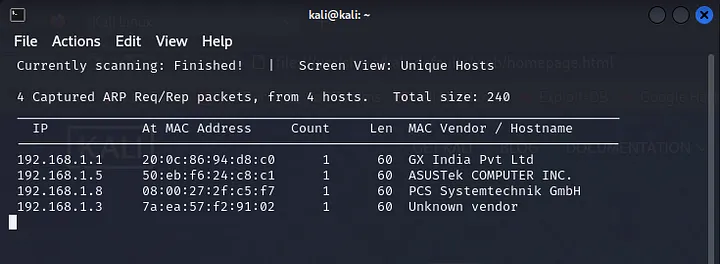 kali@kali: ~
File Actions Edit View Help
Currently scanning: Finished! | Screen View: Unique Hosts
4 Captured ARP Req/Rep packets, from 4 hosts. Total size: 240
IP At MAC Address Count Len MAC Vendor / Hostname
192.168.1.1 20:0c:86:94:d8:c0 1 60 GX India Pvt Ltd
192.168.1.5 50:eb:f6:24:c8:c1 1 60 ASUSTek COMPUTER INC.
192.168.1.8 08:00:27:2f:c5:f7 1 60 PCS Systemtechnik GmbH
192.168.1.3 7a:ea:57:f2:91:02 1 60 Unknown vendor